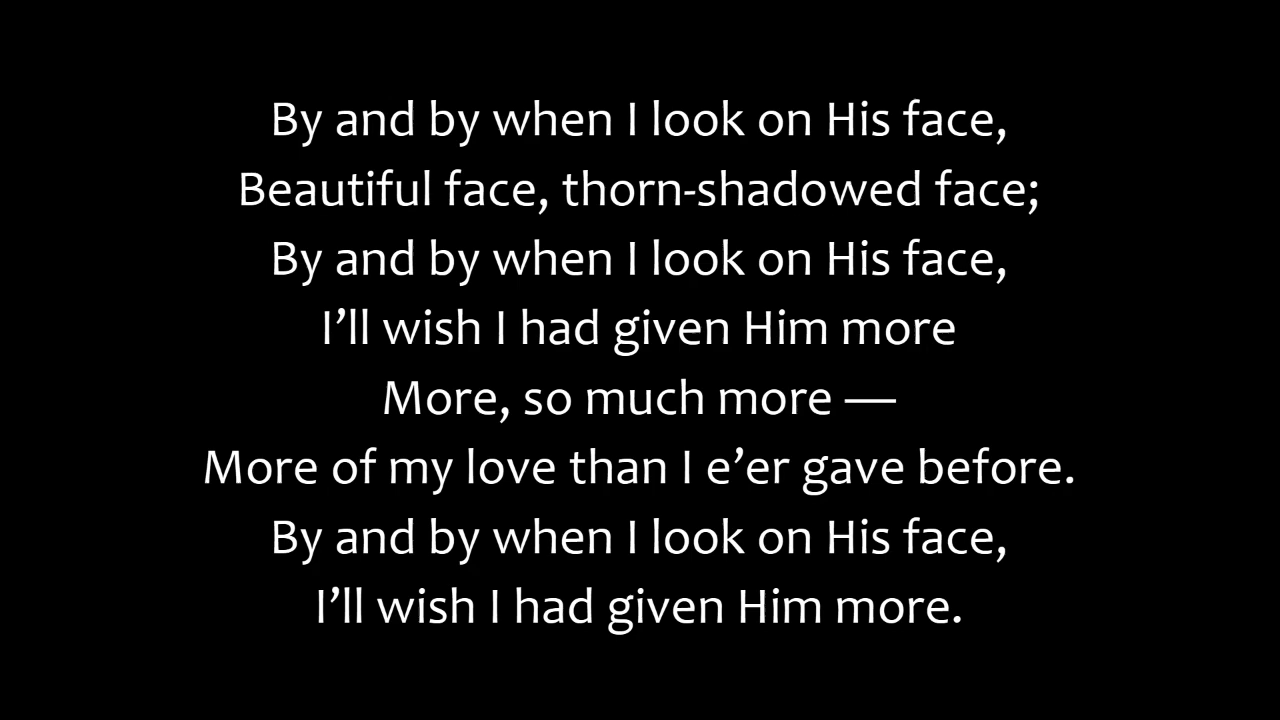 By and by when I look on His face,
Beautiful face, thorn-shadowed face;
By and by when I look on His face,
I’ll wish I had given Him more
More, so much more —
More of my love than I e’er gave before.
By and by when I look on His face,
I’ll wish I had given Him more.